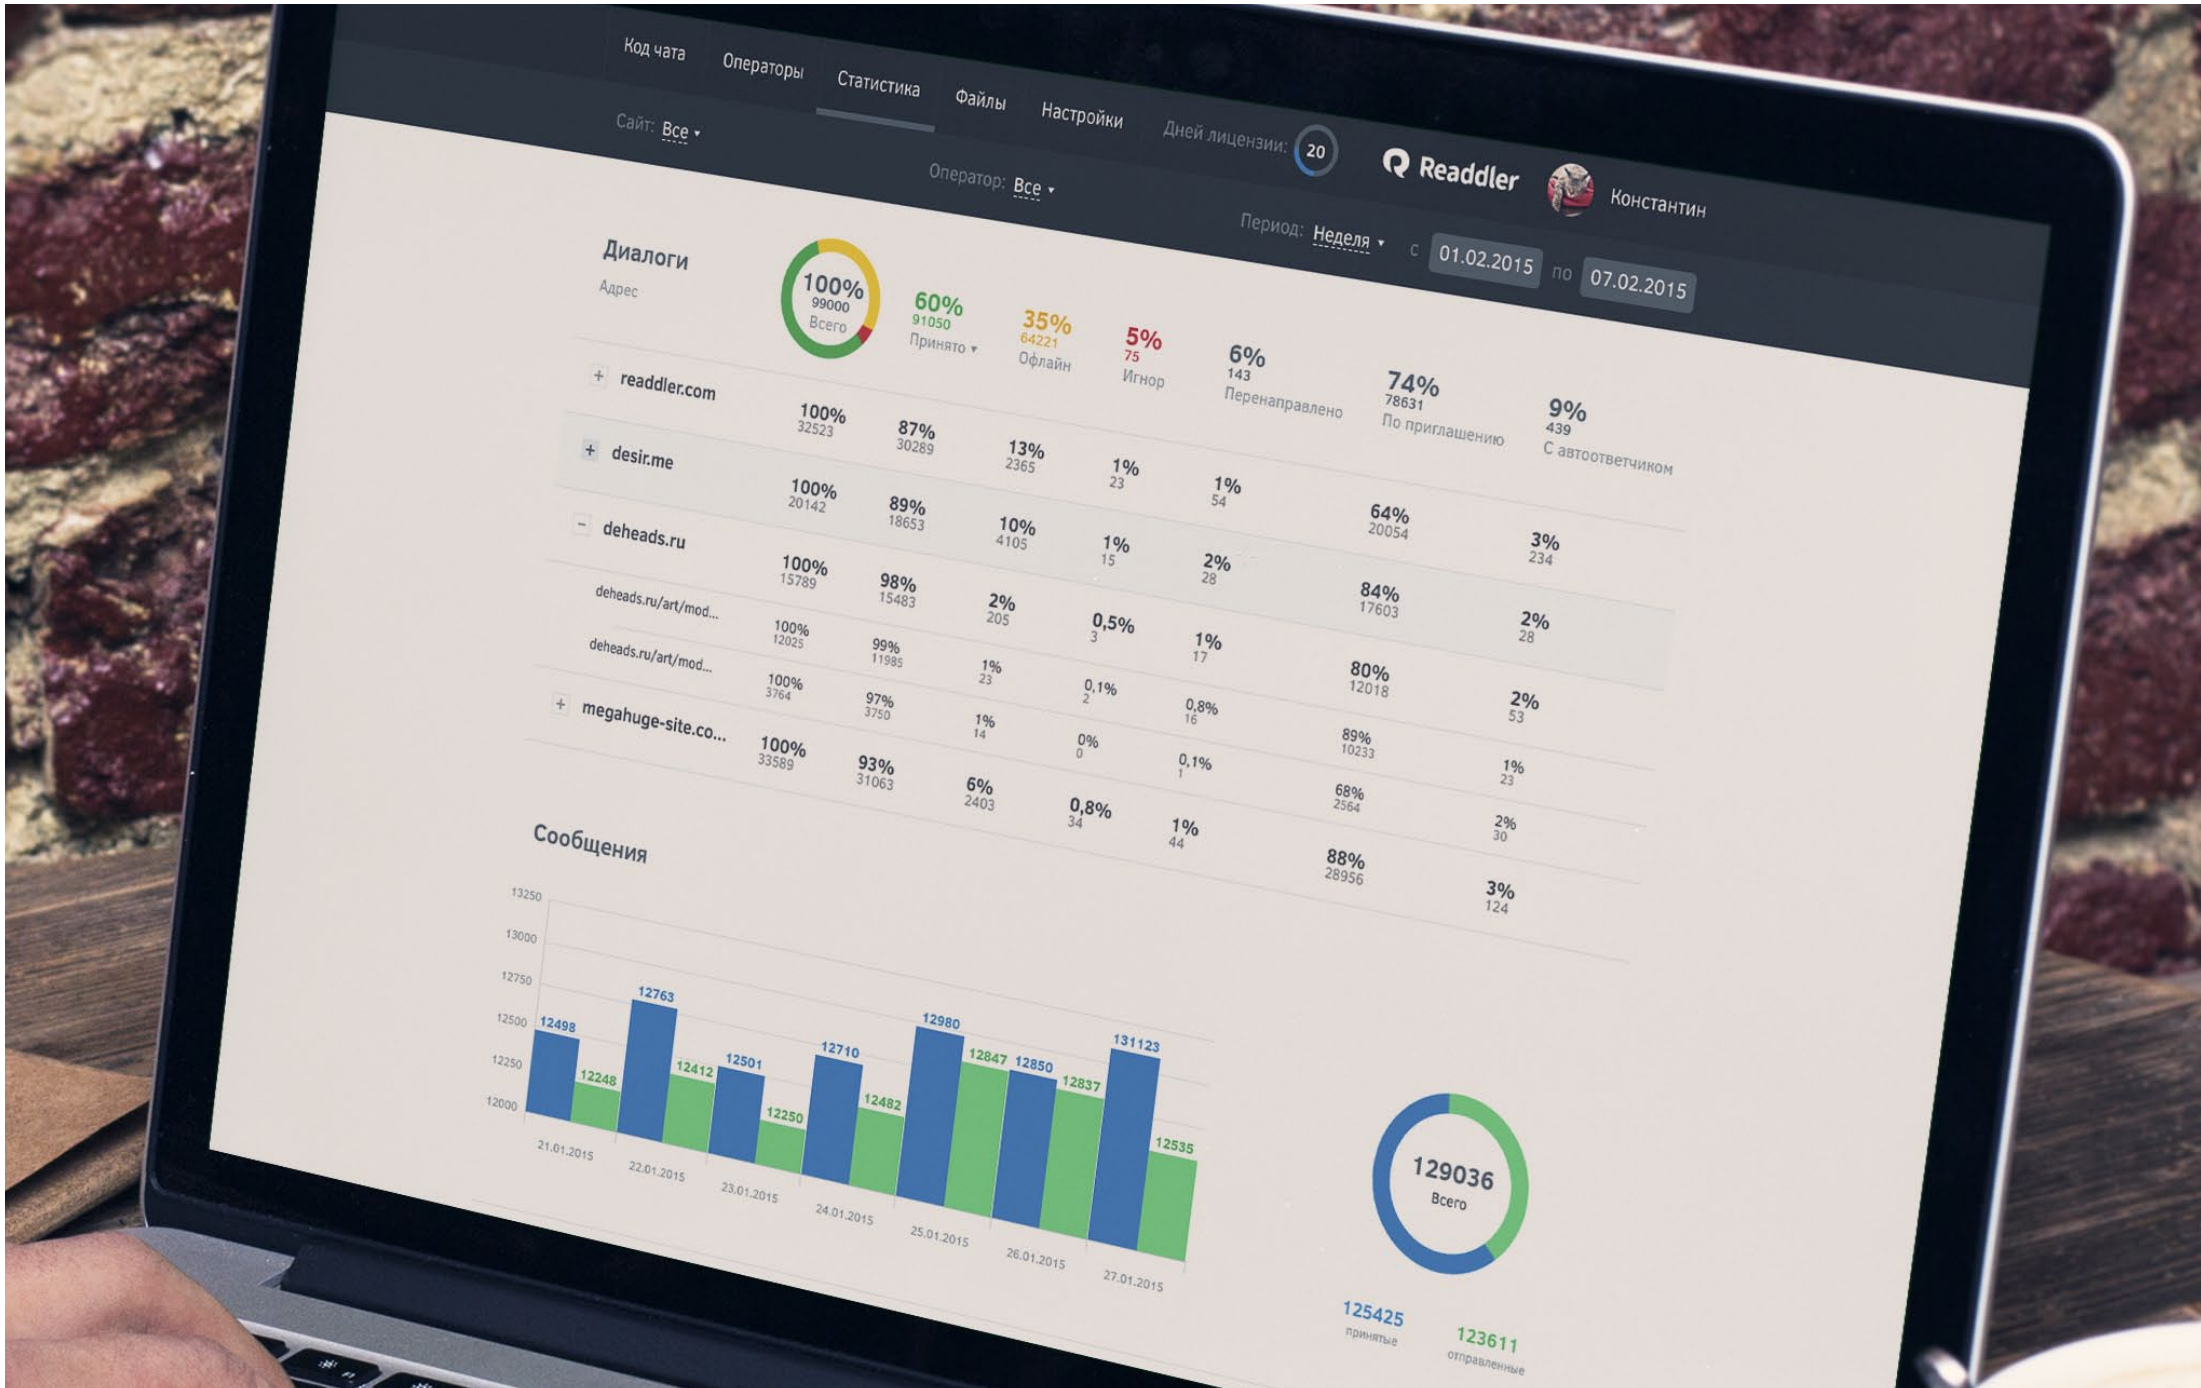 Код чата Операторы Статистика Файлы Настройки Дней лицензии: 20 Readdler Константин
Сайт: Все Оператор: Все Период: Неделя с 01.02.2015 по 07.02.2015
Диалоги
Адрес
100%
99000
Всего
60%
91050
Принято
35%
64221
Офлайн
5%
75
Игнор
6%
143
Перенаправлено
74%
78631
По приглашению
9%
439
С автоответчиком
+ readdler.com
100% 87% 13% 1% 1% 64% 3%
32523 30289 2365 23 54 20054 234
+ desir.me
100% 89% 10% 1% 2% 84% 2%
20142 18653 4105 15 28 17603 28
− deheads.ru
100% 98% 2% 0,5% 1% 80% 2%
15789 15483 205 3 17 12018 53
deheads.ru/art/mod...
100% 99% 1% 0,1% 0,8% 89% 1%
12025 11985 23 2 16 10233 23
deheads.ru/art/mod...
100% 97% 1% 0% 0,1% 68% 2%
3764 3750 14 0 1 2564 30
+ megahuge-site.co...
100% 93% 6% 0,8% 1% 88% 3%
33589 31063 2403 34 44 28956 124
Сообщения
13250
13000
12750
12500
12250
12000
12498 12248
12763 12412
12501 12250
12710 12482
12980 12847
12850 12837
131123 12535
21.01.2015 22.01.2015 23.01.2015 24.01.2015 25.01.2015 26.01.2015 27.01.2015
129036
Всего
125425
принятые
123611
отправленные